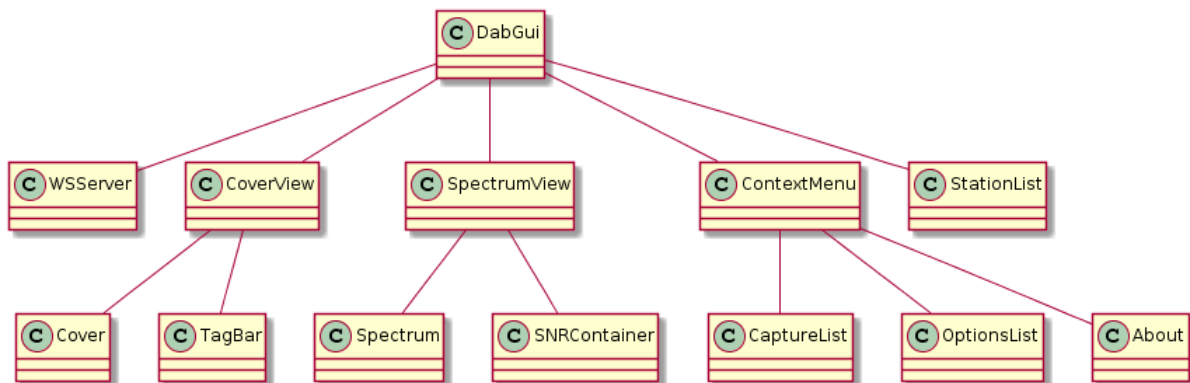 C DabGui
C WSServer
C CoverView
C SpectrumView
C ContextMenu
C StationList
C Cover
C TagBar
C Spectrum
C SNRContainer
C CaptureList
C OptionsList
C About